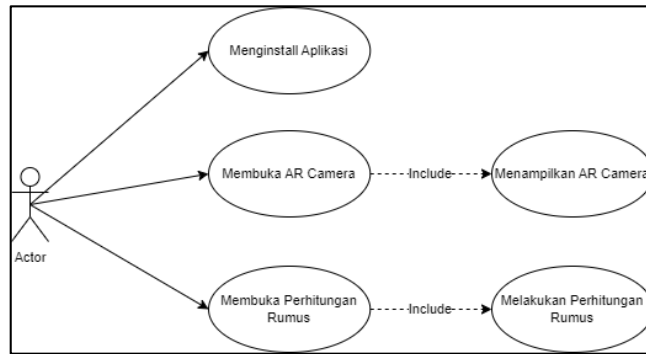 Menginstall Aplikasi
Membuka AR Camera
Include
Menampilkan AR Camera
Actor
Membuka Perhitungan
Rumus
Include
Melakukan Perhitungan
Rumus